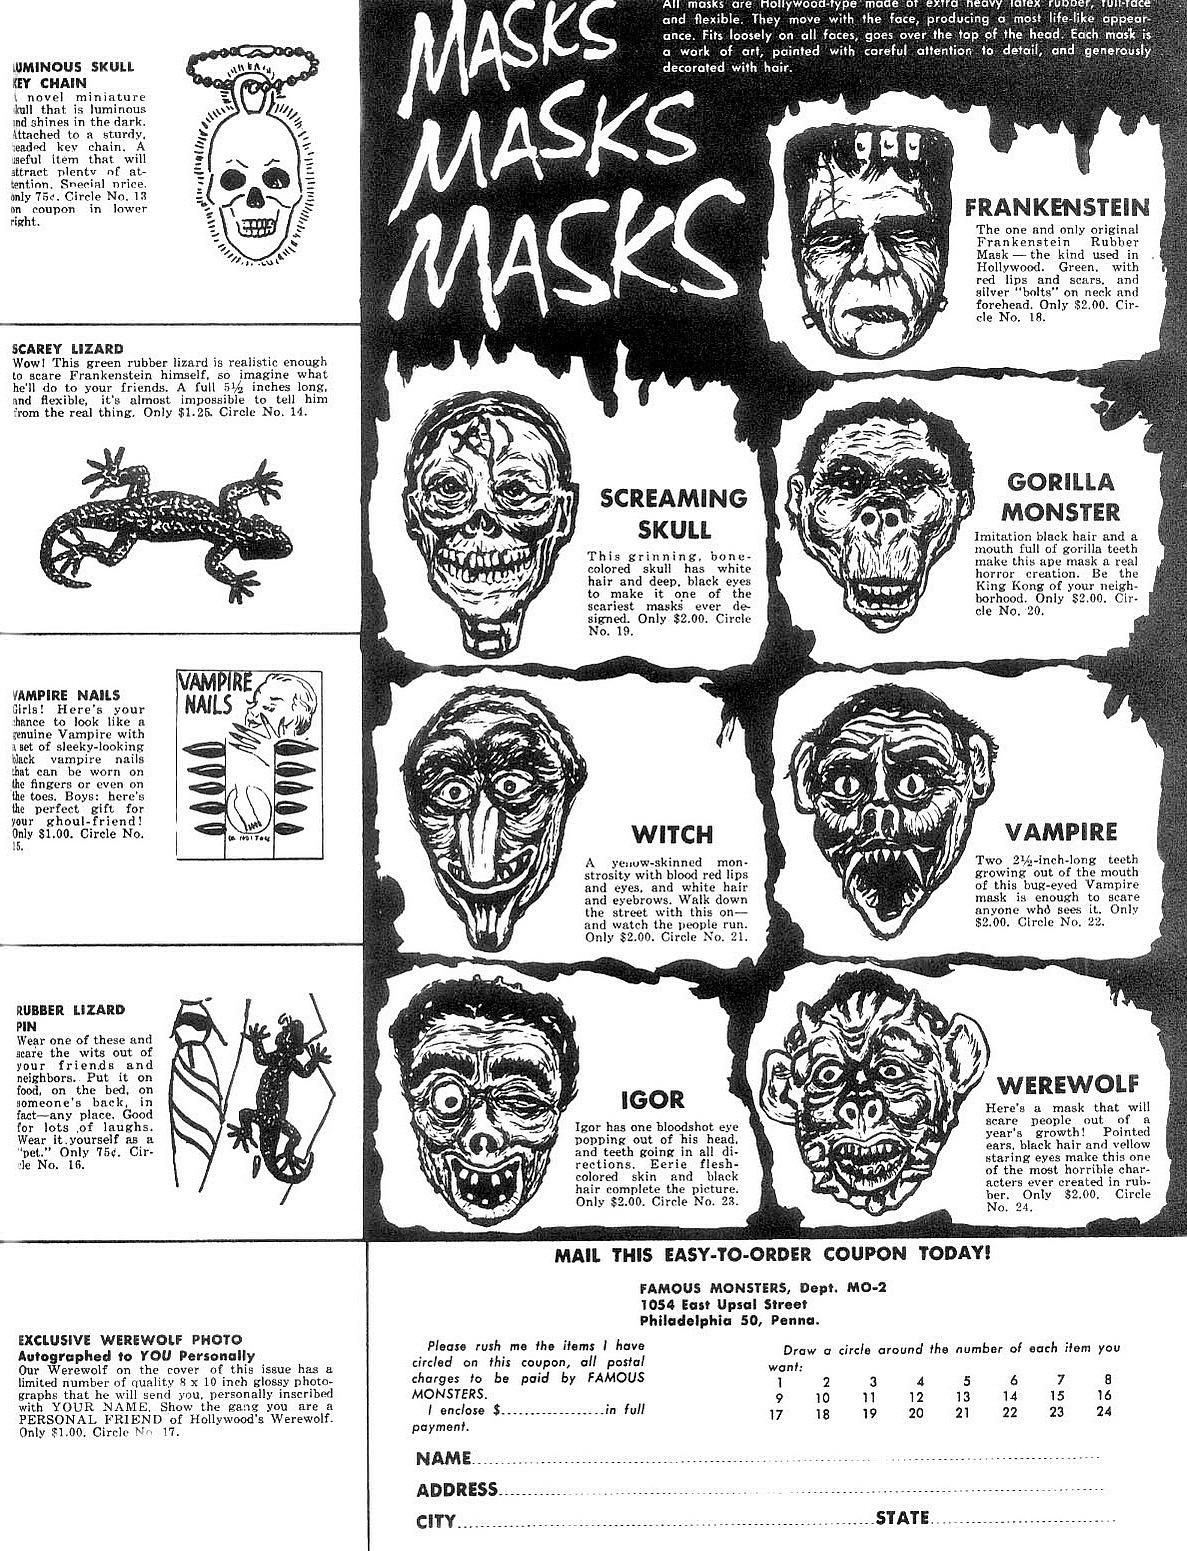 LUMINOUS SKULL
KEY CHAIN
A novel miniature
skull that is luminous
and shines in the dark.
Attached to a sturdy,
beaded key chain. A
useful item that will
attract plenty of at-
tention. Special price,
only 75¢. Circle No. 13
on coupon in lower
right.
SCAREY LIZARD
Wow! This green rubber lizard is realistic enough
to scare Frankenstein himself, so imagine what
he'll do to your friends. A full 5½ inches long,
and flexible, it's almost impossible to tell him
from the real thing. Only $1.25. Circle No. 14.
VAMPIRE NAILS
Girls! Here's your
chance to look like a
genuine Vampire with
a set of sleeky-looking
black vampire nails
that can be worn on
the fingers or even on
the toes. Boys: here's
the perfect gift for
your ghoul-friend!
Only $1.00. Circle No.
15.
VAMPIRE
NAILS
RUBBER LIZARD
PIN
Wear one of these and
scare the wits out of
your friends and
neighbors. Put it on
food, on the bed, on
someone's back, in
fact—any place. Good
for lots of laughs.
Wear it yourself as a
"pet." Only 75¢. Cir-
cle No. 16.
EXCLUSIVE WEREWOLF PHOTO
Autographed to YOU Personally
Our Werewolf on the cover of this issue has a
limited number of quality 8 x 10 inch glossy photo-
graphs that he will send you, personally inscribed
with YOUR NAME. Show the gang you are a
PERSONAL FRIEND of Hollywood's Werewolf.
Only $1.00. Circle No. 17.
MASKS
MASKS
MASKS.
All masks are Hollywood-type made of extra heavy latex rubber, full-face
and flexible. They move with the face, producing a most life-like appear-
ance. Fits loosely on all faces, goes over the top of the head. Each mask is
a work of art, painted with careful attention to detail, and generously
decorated with hair.
FRANKENSTEIN
The one and only original
Frankenstein Rubber
Mask — the kind used in
Hollywood. Green, with
red lips and scars, and
silver "bolts" on neck and
forehead. Only $2.00. Cir-
cle No. 18.
SCREAMING
SKULL
This grinning, bone-
colored skull has white
hair and deep, black eyes
to make it one of the
scariest masks ever de-
signed. Only $2.00. Circle
No. 19.
GORILLA
MONSTER
Imitation black hair and a
mouth full of gorilla teeth
make this ape mask a real
horror creation. Be the
King Kong of your neigh-
borhood. Only $2.00. Cir-
cle No. 20.
WITCH
A yellow-skinned mon-
strosity with blood red lips
and eyes, and white hair
and eyebrows. Walk down
the street with this on—
and watch the people run.
Only $2.00. Circle No. 21.
VAMPIRE
Two 2½-inch-long teeth
growing out of the mouth
of this bug-eyed Vampire
mask is enough to scare
anyone who sees it. Only
$2.00. Circle No. 22.
IGOR
Igor has one bloodshot eye
popping out of his head,
and teeth going in all di-
rections. Eerie flesh-
colored skin and black
hair complete the picture.
Only $2.00. Circle No. 23.
WEREWOLF
Here's a mask that will
scare people out of a
year's growth! Pointed
ears, black hair and yellow
staring eyes make this one
of the most horrible char-
acters ever created in rub-
ber. Only $2.00. Circle
No. 24.
MAIL THIS EASY-TO-ORDER COUPON TODAY!
FAMOUS MONSTERS, Dept. MO-2
1054 East Upsal Street
Philadelphia 50, Penna.
Please rush me the items I have
circled on this coupon, all postal
charges to be paid by FAMOUS
MONSTERS.
I enclose $.................in full
payment.
Draw a circle around the number of each item you
want:
1 2 3 4 5 6 7 8
9 10 11 12 13 14 15 16
17 18 19 20 21 22 23 24
NAME
ADDRESS
CITY STATE